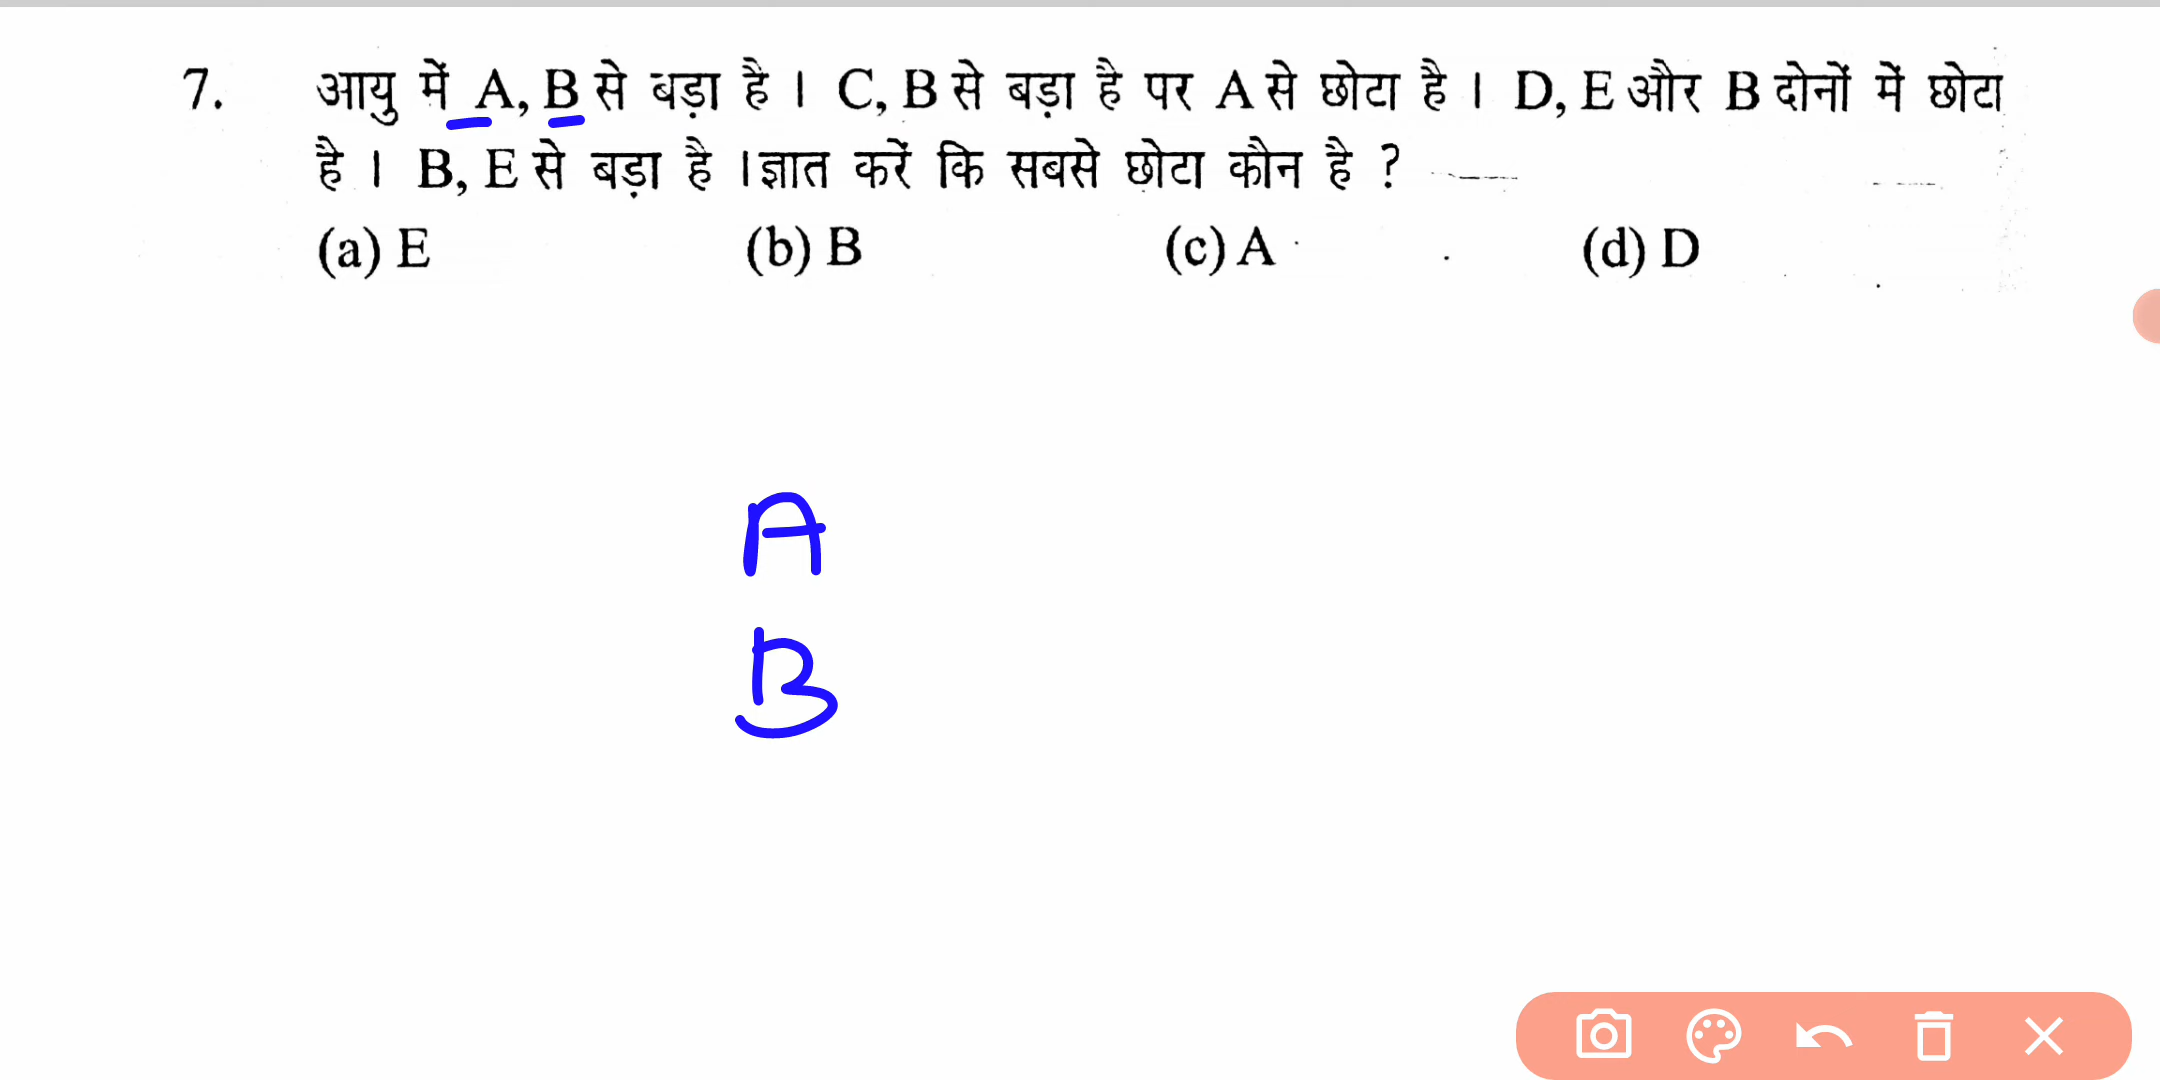 7. आयु में A, B से बड़ा है । C, B से बड़ा है पर A से छोटा है । D, E और B दोनों में छोटा
है । B, E से बड़ा है ।ज्ञात करें कि सबसे छोटा कौन है ?
(a) E (b) B (c) A (d) D
A
B